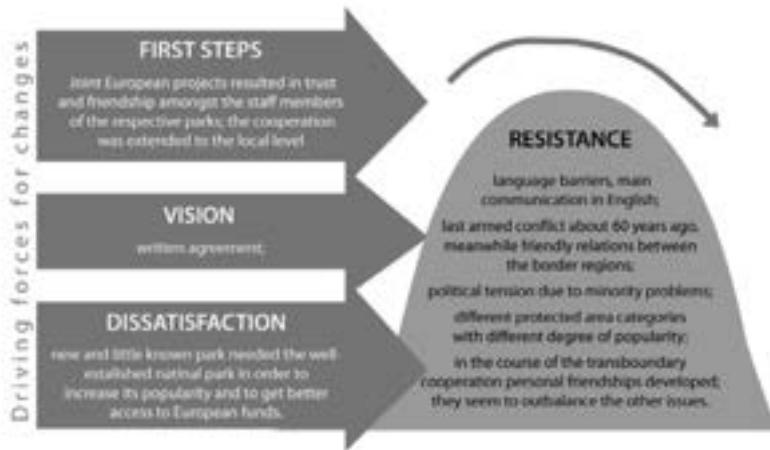 Driving forces for changes
FIRST STEPS
Joint European projects resulted in trust
and friendship amongst the staff members
of the respective parks; the cooperation
was extended to the local level
VISION
written agreement;
DISSATISFACTION
new and little known park needed the well-
estalished natinal park in order to
increase its popularity and to get better
access to European funds.
RESISTANCE
language barriers, main
communication in English;
last armed conflict about 60 years ago,
meanwhile friendly relations between
the border regions;
political tension due to minority problems;
different protected area categories
with different degree of popularity;
in the course of the transboundary
cooperation personal friendships developed;
they seem to outbalance the other issues.